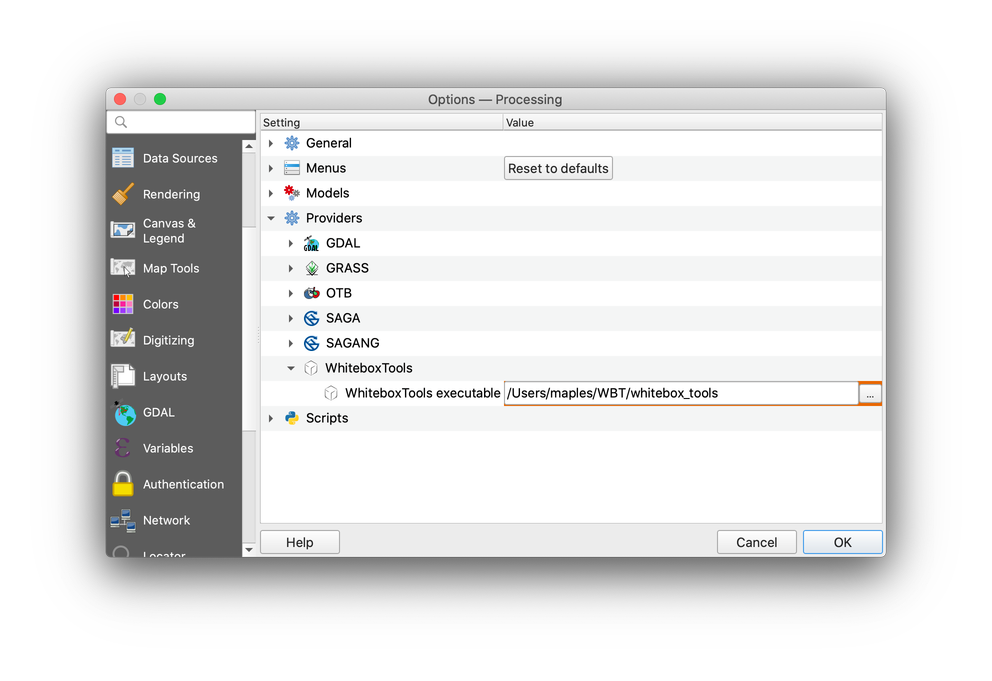 Options — Processing
Setting
Value
Data Sources
Rendering
Canvas &
Legend
Map Tools
Colors
Digitizing
Layouts
GDAL
Variables
Authentication
Network
Locator
General
Menus
Reset to defaults
Models
Providers
GDAL
GDAL
GRASS
OTB
SAGA
SAGANG
WhiteboxTools
WhiteboxTools executable
/Users/maples/WBT/whitebox_tools
...
Scripts
Help
Cancel
OK